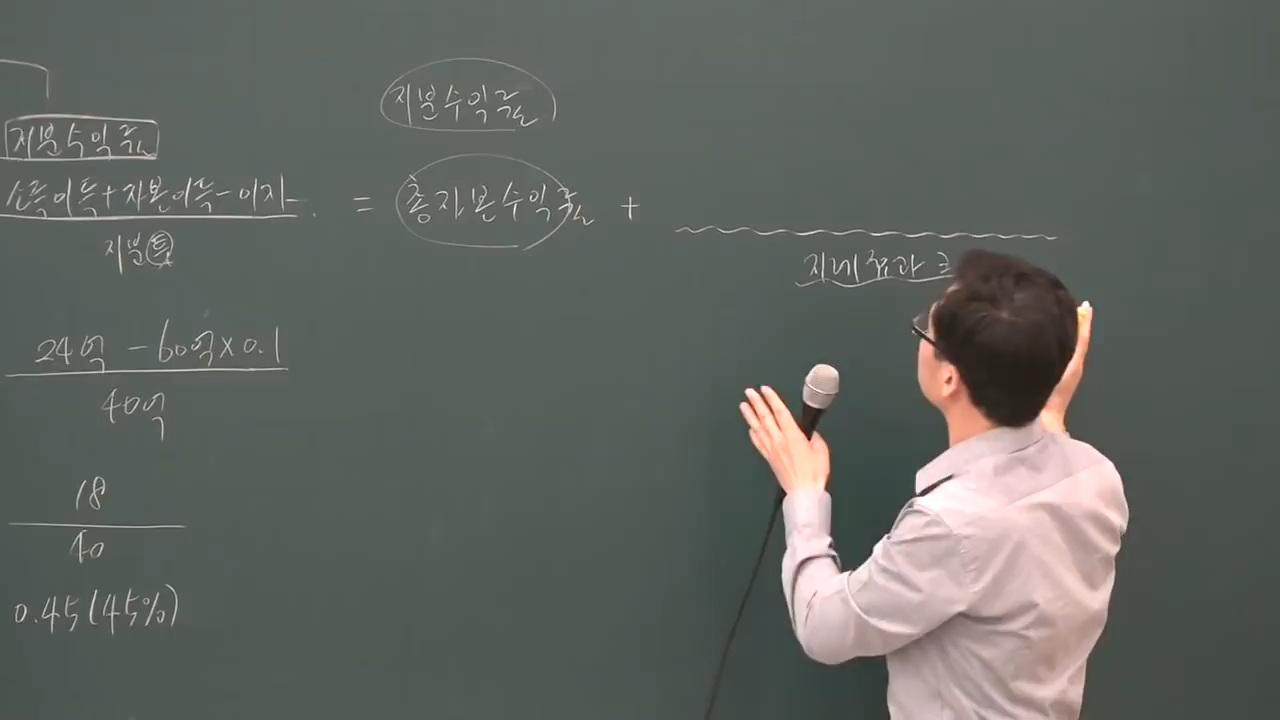 지분수익률
소득이득+자본이득-이자
지분
24억 - 60억×0.1
40억
18
40
0.45(45%)
지분수익률
= 총자본수익률 +
지레효과